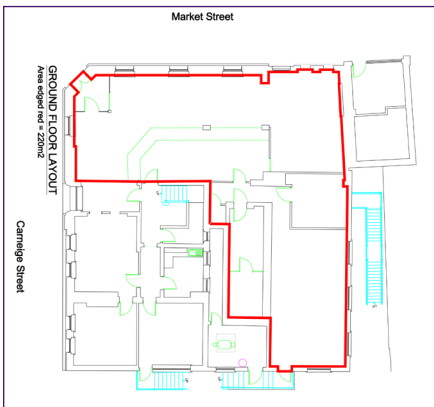 Market Street
GROUND FLOOR LAYOUT
Area edged red = 220m2
Carneige Street